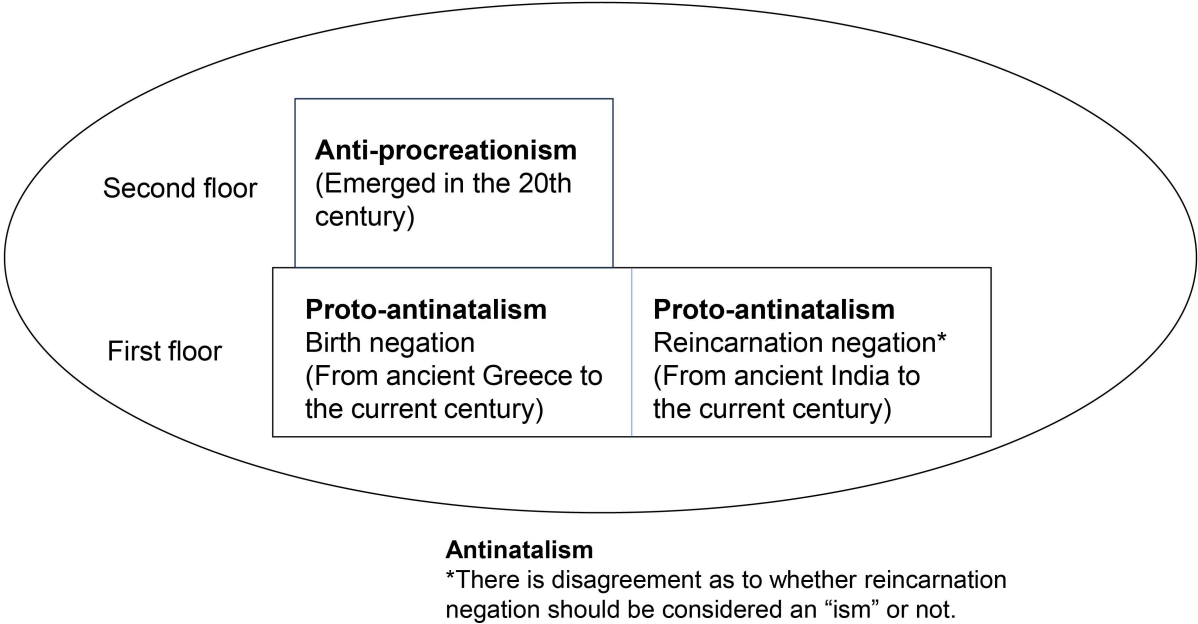 Second floor
Anti-procreationism
(Emerged in the 20th
century)
First floor
Proto-antinatalism
Birth negation
(From ancient Greece to
the current century)
Proto-antinatalism
Reincarnation negation*
(From ancient India to
the current century)
Antinatalism
*There is disagreement as to whether reincarnation
negation should be considered an “ism” or not.